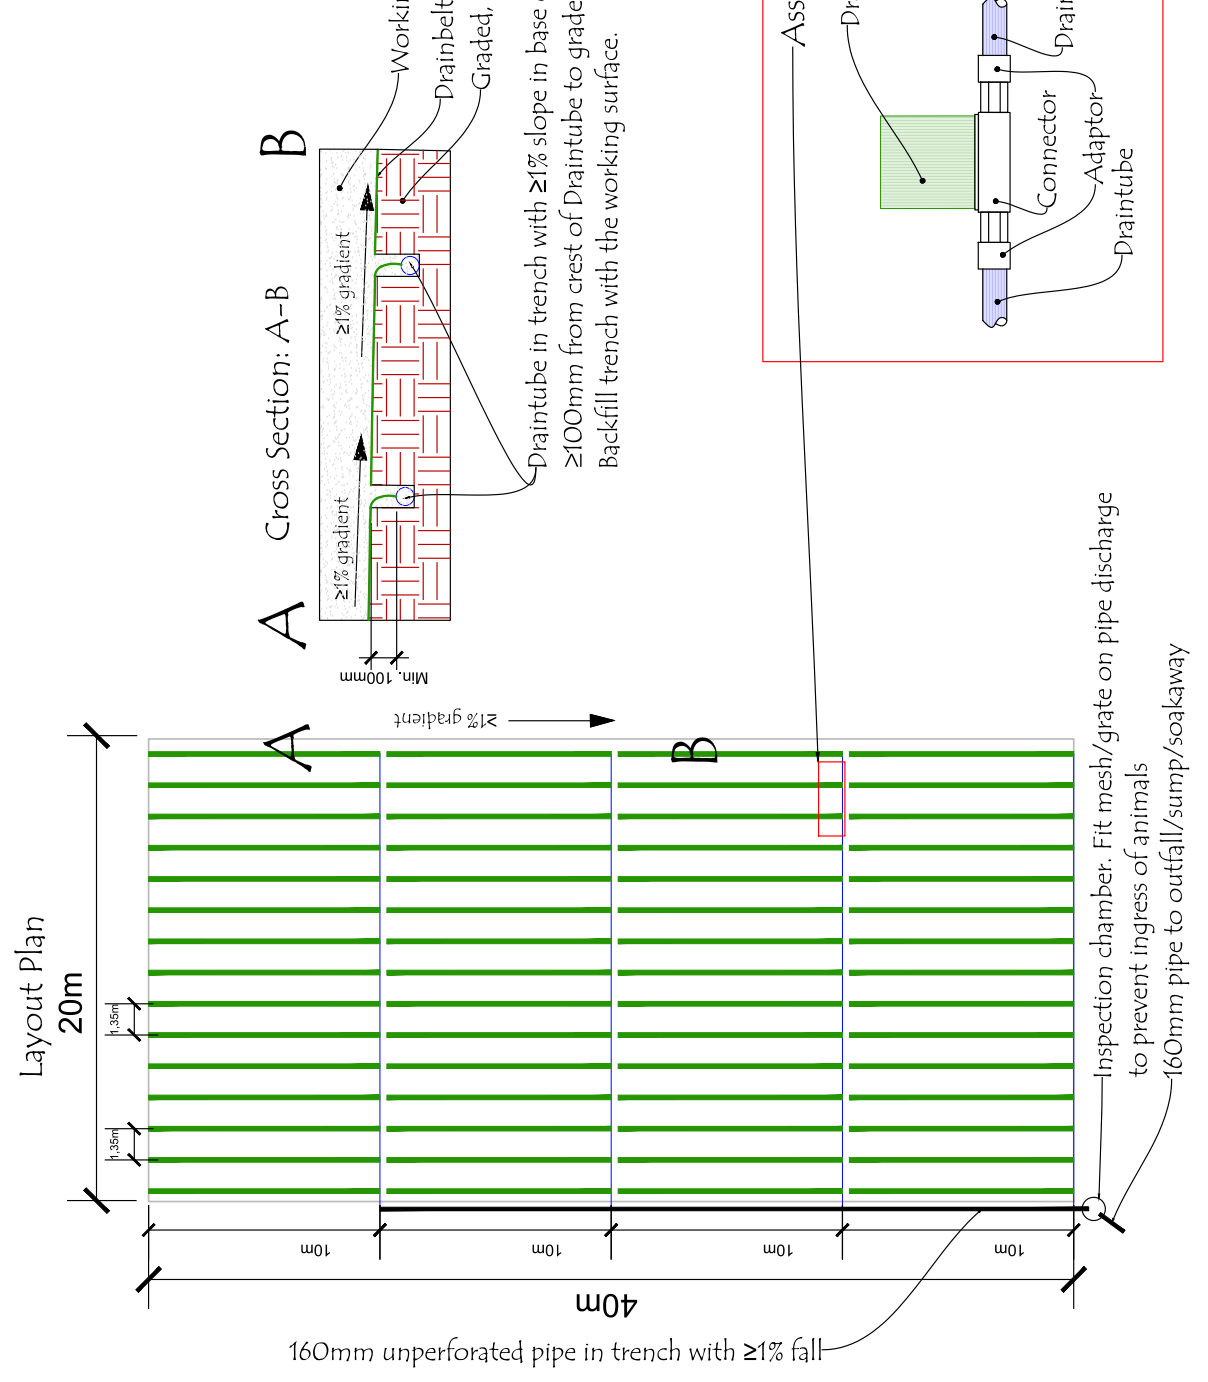 Layout Plan
20m
1,35m
1,35m
A
B
≥1% gradient
10m
10m
10m
10m
40m
160mm unperforated pipe in trench with ≥1% fall
Inspection chamber. Fit mesh/grate on pipe discharge
to prevent ingress of animals
160mm pipe to outfall/sump/soakaway
Cross Section: A-B
A
B
≥1% gradient
≥1% gradient
Min. 100mm
Drainbelt
Graded,
Draintube in trench with ≥1% slope in base
≥100mm from crest of Draintube to grade
Backfill trench with the working surface.
Connector
Adaptor
Draintube